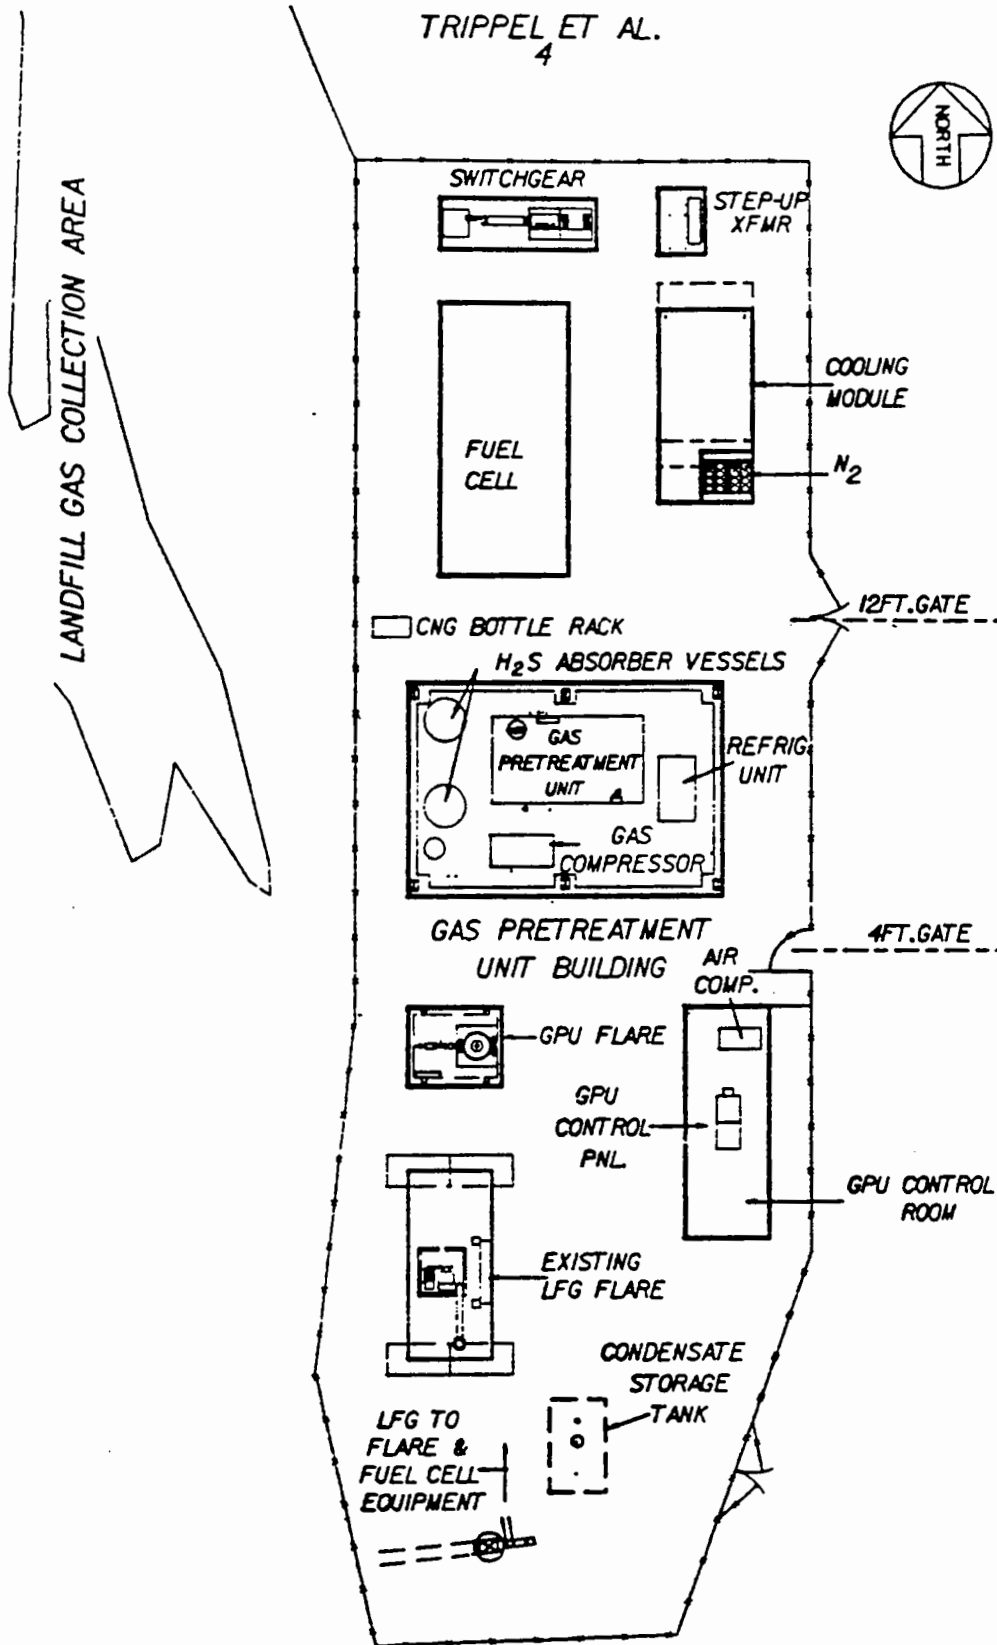 TRIPPEL ET AL.
4
NORTH
LANDFILL GAS COLLECTION AREA
SWITCHGEAR
STEP-UP
XFMR
COOLING
MODULE
FUEL
CELL
N2
12FT. GATE
CNG BOTTLE RACK
H2S ABSORBER VESSELS
GAS
PRETREATMENT
UNIT
REFRIG.
UNIT
GAS
COMPRESSOR
GAS PRETREATMENT
UNIT BUILDING
4FT. GATE
AIR
COMP.
GPU FLARE
GPU
CONTROL
PNL.
GPU CONTROL
ROOM
EXISTING
LFG FLARE
CONDENSATE
STORAGE
TANK
LFG TO
FLARE &
FUEL CELL
EQUIPMENT